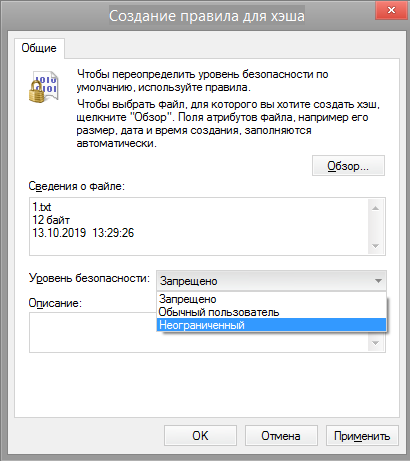 Создание правила для хэша
Общие
Чтобы переопределить уровень безопасности по
умолчанию, используйте правила.
Чтобы выбрать файл, для которого вы хотите создать хэш,
щелкните "Обзор". Поля атрибутов файла, например его
размер, дата и время создания, заполняются
автоматически.
Обзор...
Сведения о файле:
1.txt
12 байт
13.10.2019 13:29:26
Уровень безопасности: Запрещено
Запрещено
Обычный пользователь
Неограниченный
Описание:
OK Отмена Применить